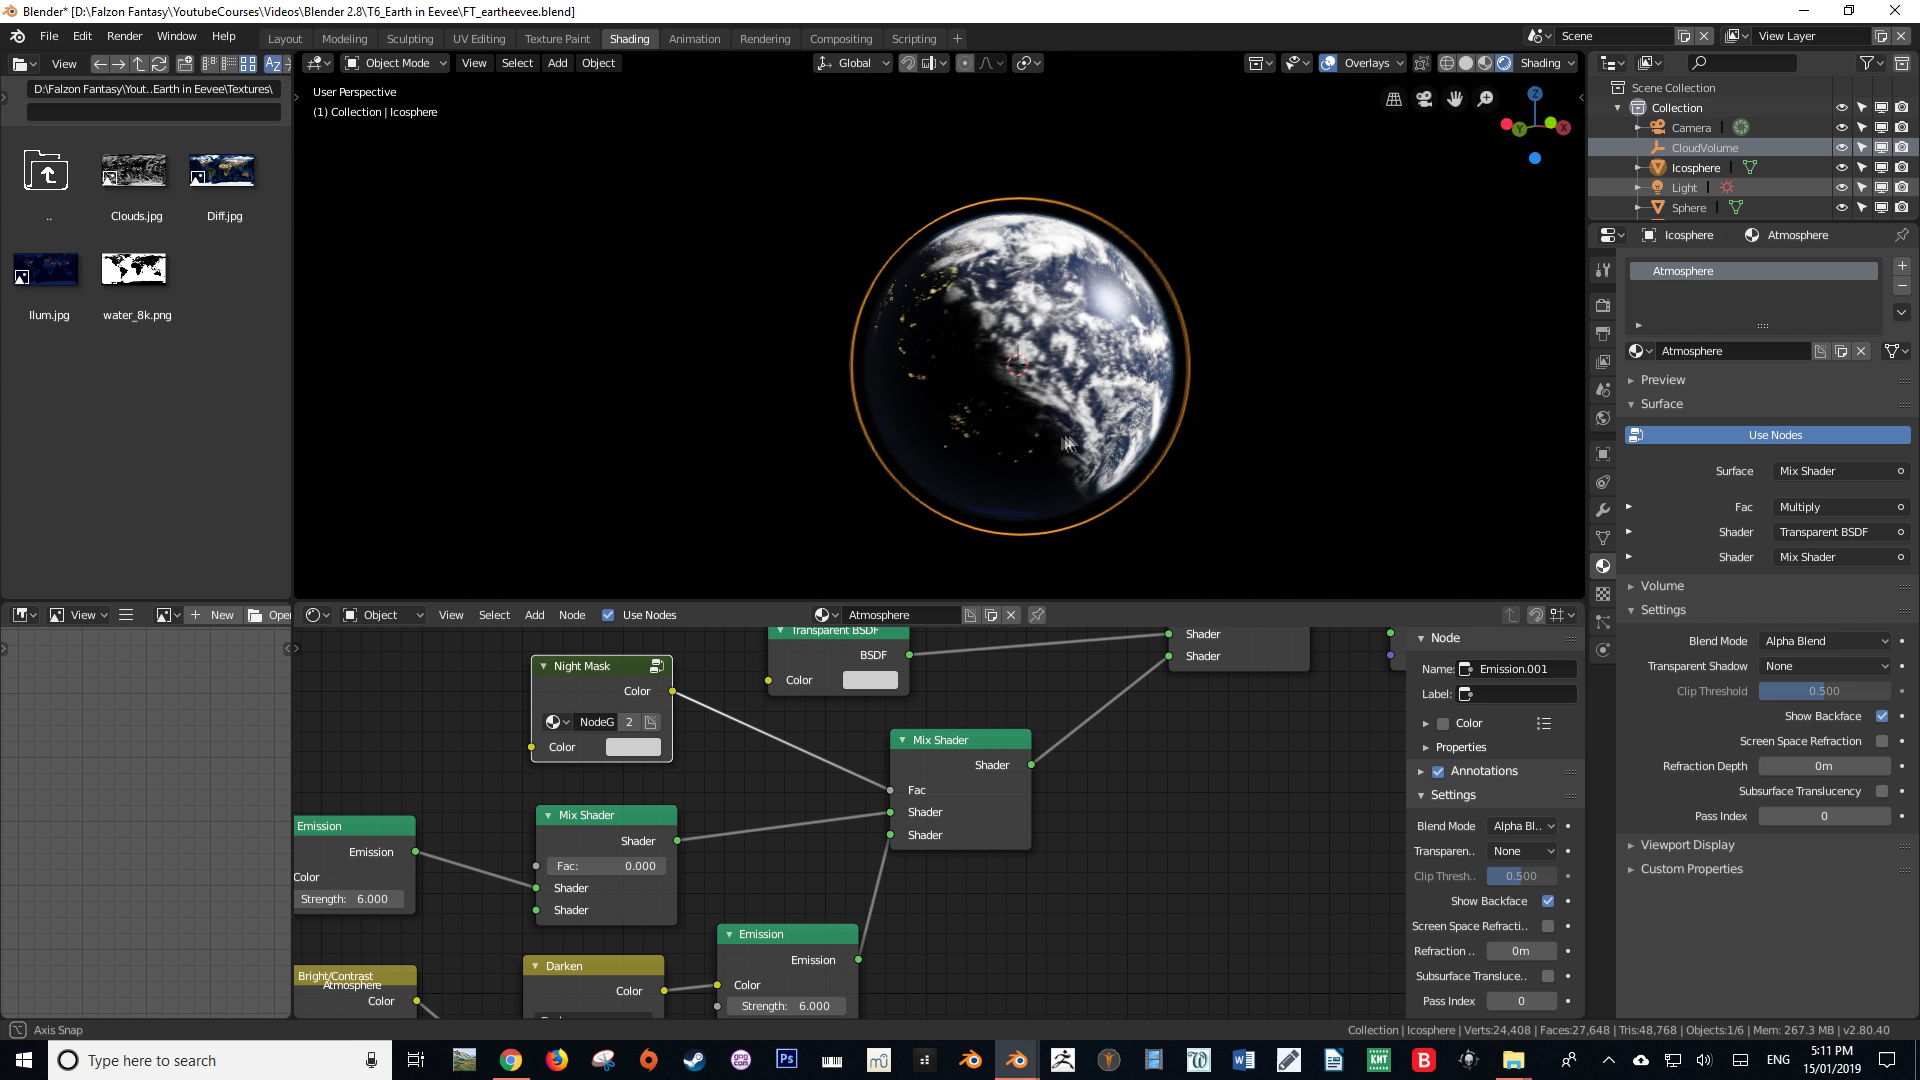 Blender* [D:\Falzon Fantasy\YoutubeCourses\Videos\Blender 2.8\T6_Earth in Eevee\FT_eartheevee.blend]
File Edit Render Window Help
Layout Modeling Sculpting UV Editing Texture Paint Shading Animation Rendering Compositing Scripting +
Scene
View Layer
View
Object Mode View Select Add Object
Global
Overlays
Shading
D:\Falzon Fantasy\Yout..Earth in Eevee\Textures\
..
Clouds.jpg
Diff.jpg
Ilum.jpg
water_8k.png
User Perspective
(1) Collection | Icosphere
Z
Y
X
Scene Collection
Collection
Camera
CloudVolume
Icosphere
Light
Sphere
Icosphere
Atmosphere
Atmosphere
Atmosphere
Preview
Surface
Use Nodes
Surface Mix Shader
Fac Multiply
Shader Transparent BSDF
Shader Mix Shader
Volume
Settings
Blend Mode Alpha Blend
Transparent Shadow None
Clip Threshold 0.500
Show Backface
Screen Space Refraction
Refraction Depth 0m
Subsurface Translucency
Pass Index 0
Viewport Display
Custom Properties
View
New
Oper
Object
View Select Add Node
Use Nodes
Atmosphere
Transparent BSDF
BSDF
Color
Shader
Shader
Night Mask
Color
NodeG 2
Color
Mix Shader
Shader
Fac
Shader
Shader
Emission
Emission
Color
Strength: 6.000
Mix Shader
Shader
Fac: 0.000
Shader
Shader
Emission
Emission
Color
Strength: 6.000
Bright/Contrast
Atmosphere
Color
Darken
Color
Node
Name: Emission.001
Label:
Color
Properties
Annotations
Settings
Blend Mode Alpha Bl..
Transparen.. None
Clip Thresh.. 0.500
Show Backface
Screen Space Refracti..
Refraction .. 0m
Subsurface Transluce..
Pass Index 0
Axis Snap
Collection | Icosphere | Verts:24,408 | Faces:27,648 | Tris:48,768 | Objects:1/6 | Mem: 267.3 MB | v2.80.40
Type here to search
Ps
ENG
5:11 PM
15/01/2019